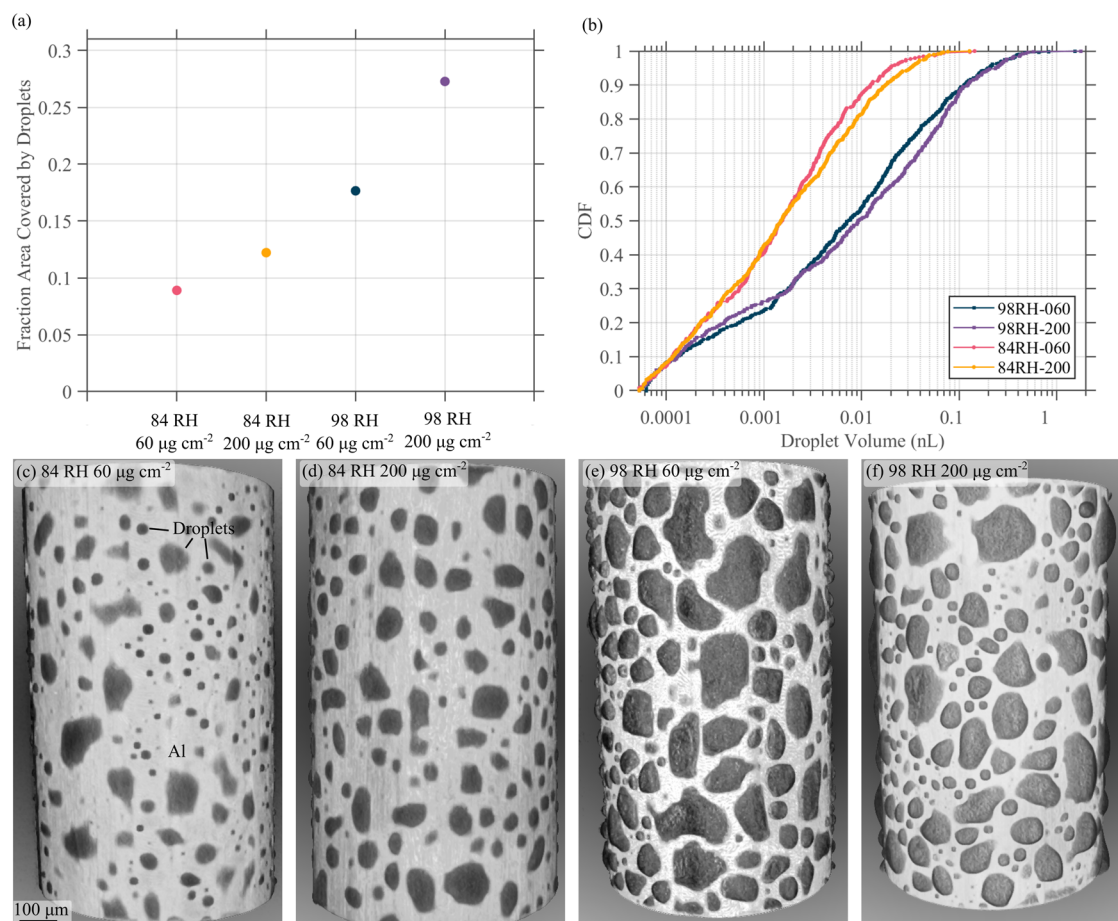 (a)
Fraction Area Covered by Droplets
0.3
0.25
0.2
0.15
0.1
0.05
0
84 RH
60 µg cm⁻²
84 RH
200 µg cm⁻²
98 RH
60 µg cm⁻²
98 RH
200 µg cm⁻²
(b)
CDF
1
0.9
0.8
0.7
0.6
0.5
0.4
0.3
0.2
0.1
0
98RH-060
98RH-200
84RH-060
84RH-200
0.0001 0.001 0.01 0.1 1
Droplet Volume (nL)
(c) 84 RH 60 µg cm⁻²
Droplets
Al
100 µm
(d) 84 RH 200 µg cm⁻²
(e) 98 RH 60 µg cm⁻²
(f) 98 RH 200 µg cm⁻²